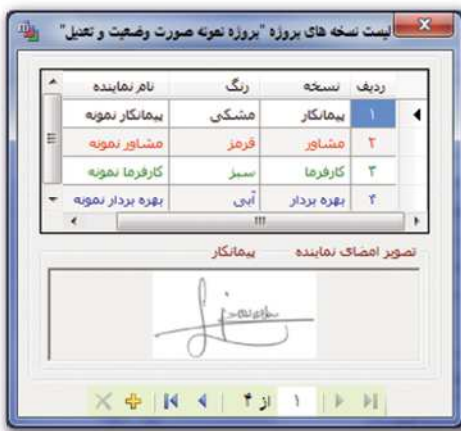 لیست نسخه های پروژه "پروژه نمونه صورت وضعیت و تعدیل"
ردیف نسخه رنگ نام نماینده
۱ پیمانکار مشکی پیمانکار نمونه
۲ مشاور قرمز مشاور نمونه
۳ کارفرما سبز کارفرما نمونه
۴ بهره بردار آبی بهره بردار نمونه
تصویر امضای نماینده پیمانکار
۱ از ۴